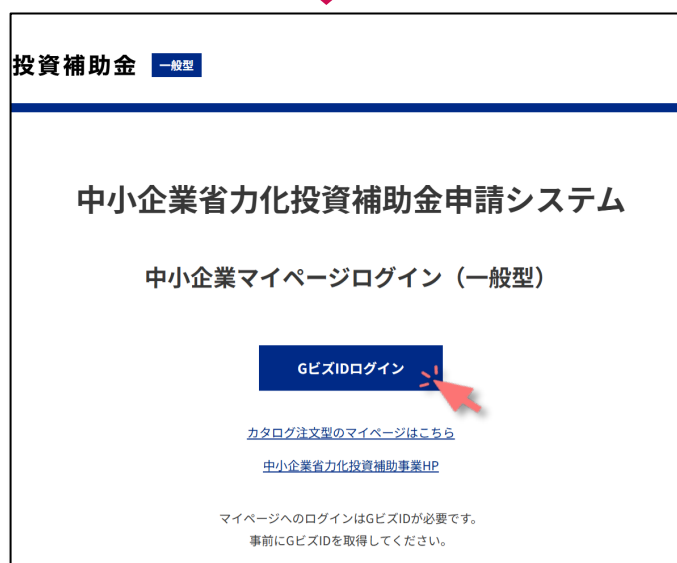 投資補助金 一般型
中小企業省力化投資補助金申請システム
中小企業マイページログイン（一般型）
GビズIDログイン
カタログ注文型のマイページはこちら
中小企業省力化投資補助事業HP
マイページへのログインはGビズIDが必要です。
事前にGビズIDを取得してください。